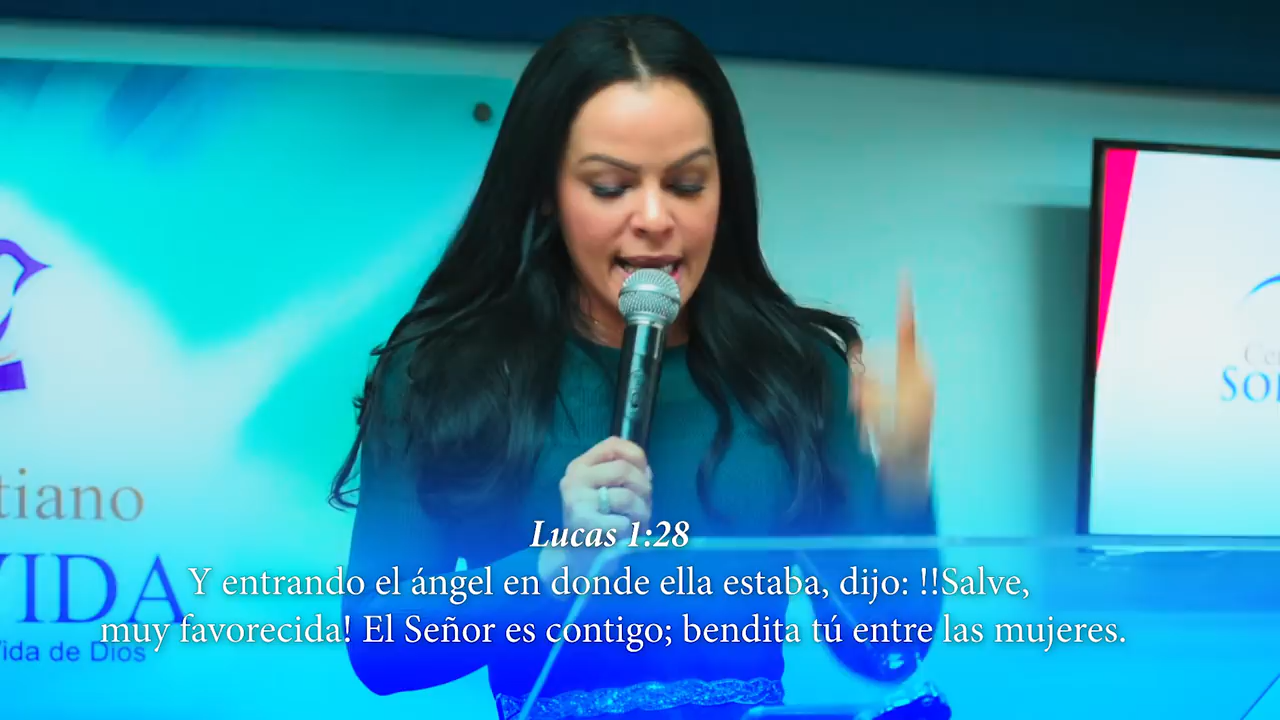 tiano
VIDA
Vida de Dios
Lucas 1:28
Y entrando el ángel en donde ella estaba, dijo: !!Salve,
muy favorecida! El Señor es contigo; bendita tú entre las mujeres.